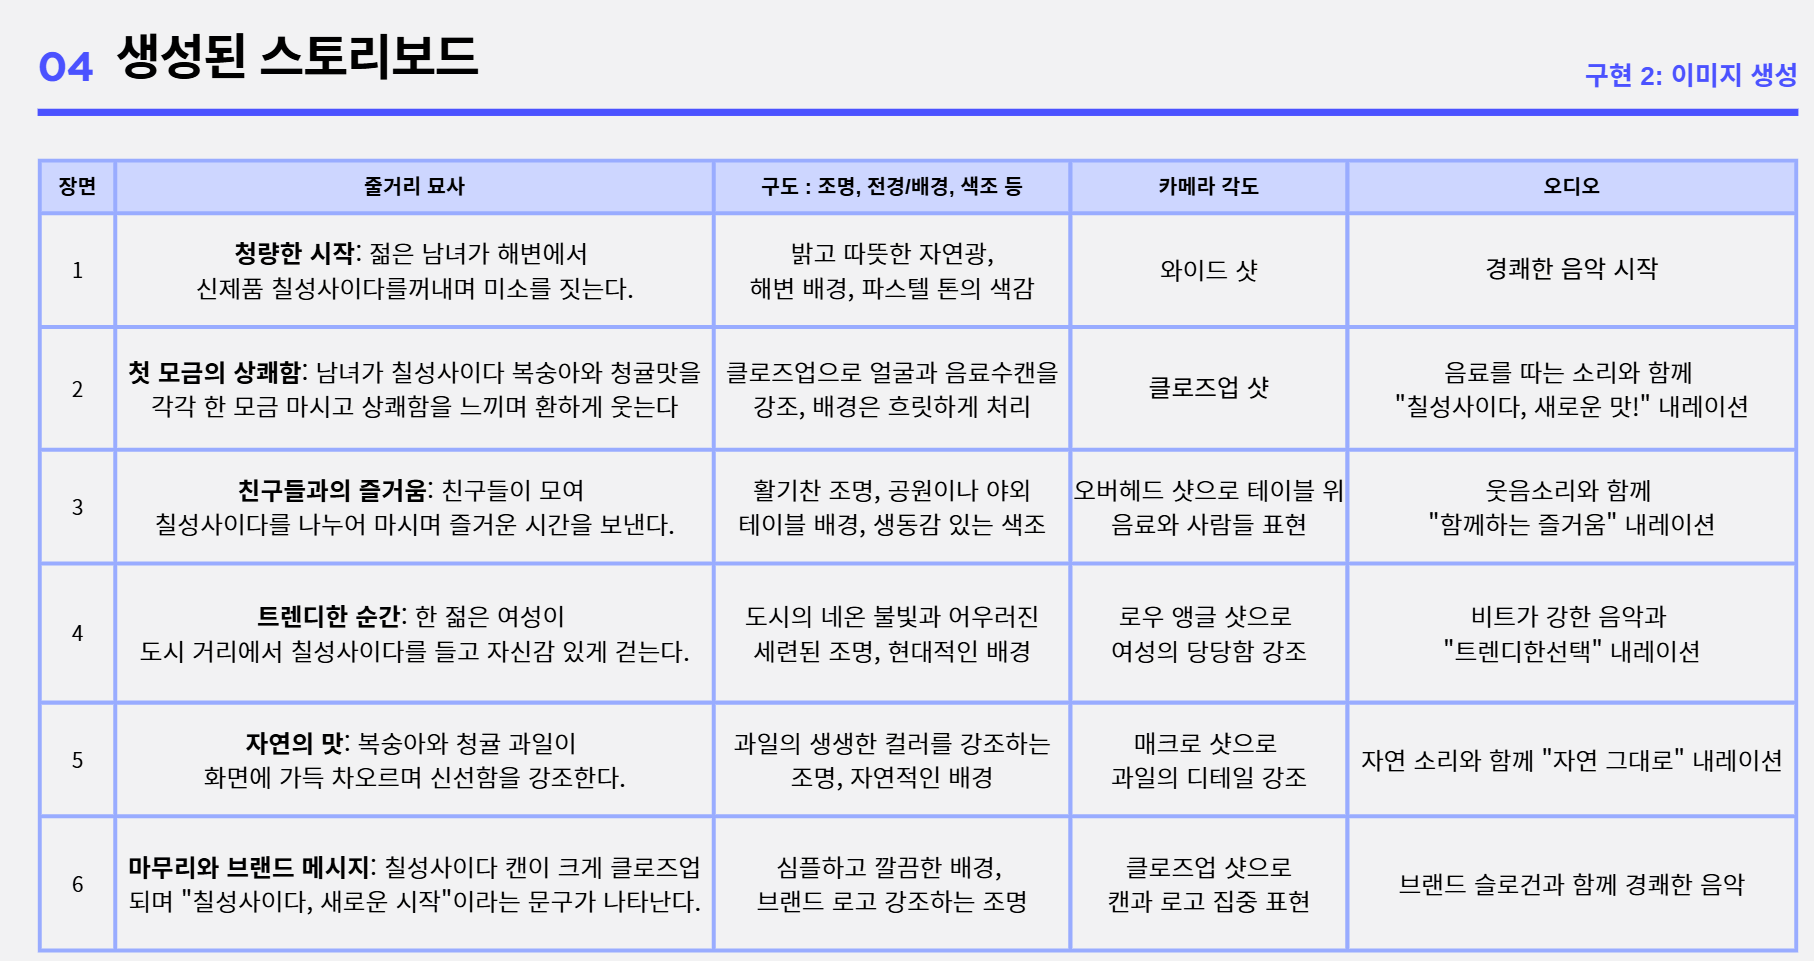 04 생성된 스토리보드
구현 2: 이미지 생성
장면
줄거리 묘사
구도 : 조명, 전경/배경, 색조 등
카메라 각도
오디오
1
청량한 시작: 젊은 남녀가 해변에서
신제품 칠성사이다를꺼내며 미소를 짓는다.
밝고 따뜻한 자연광,
해변 배경, 파스텔 톤의 색감
와이드 샷
경쾌한 음악 시작
2
첫 모금의 상쾌함: 남녀가 칠성사이다 복숭아와 청귤맛을
각각 한 모금 마시고 상쾌함을 느끼며 환하게 웃는다
클로즈업으로 얼굴과 음료수캔을
강조, 배경은 흐릿하게 처리
클로즈업 샷
음료를 따는 소리와 함께
"칠성사이다, 새로운 맛!" 내레이션
3
친구들과의 즐거움: 친구들이 모여
칠성사이다를 나누어 마시며 즐거운 시간을 보낸다.
활기찬 조명, 공원이나 야외
테이블 배경, 생동감 있는 색조
오버헤드 샷으로 테이블 위
음료와 사람들 표현
웃음소리와 함께
"함께하는 즐거움" 내레이션
4
트렌디한 순간: 한 젊은 여성이
도시 거리에서 칠성사이다를 들고 자신감 있게 걷는다.
도시의 네온 불빛과 어우러진
세련된 조명, 현대적인 배경
로우 앵글 샷으로
여성의 당당함 강조
비트가 강한 음악과
"트렌디한선택" 내레이션
5
자연의 맛: 복숭아와 청귤 과일이
화면에 가득 차오르며 신선함을 강조한다.
과일의 생생한 컬러를 강조하는
조명, 자연적인 배경
매크로 샷으로
과일의 디테일 강조
자연 소리와 함께 "자연 그대로" 내레이션
6
마무리와 브랜드 메시지: 칠성사이다 캔이 크게 클로즈업
되며 "칠성사이다, 새로운 시작"이라는 문구가 나타난다.
심플하고 깔끔한 배경,
브랜드 로고 강조하는 조명
클로즈업 샷으로
캔과 로고 집중 표현
브랜드 슬로건과 함께 경쾌한 음악